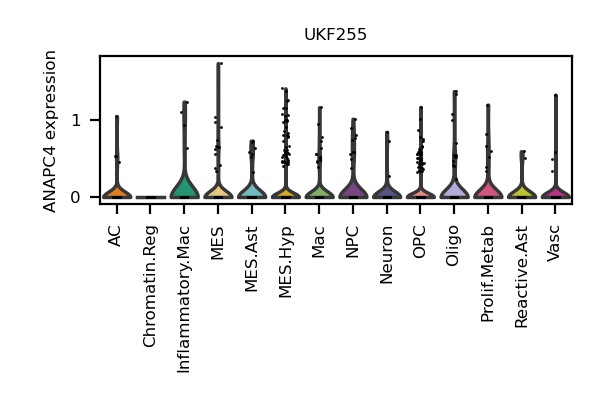 UKF255
ANAPC4 expression
1
0
AC
Chromatin.Reg
Inflammatory.Mac
MES
MES.Ast
MES.Hyp
Mac
NPC
Neuron
OPC
Oligo
Prolif.Metab
Reactive.Ast
Vasc